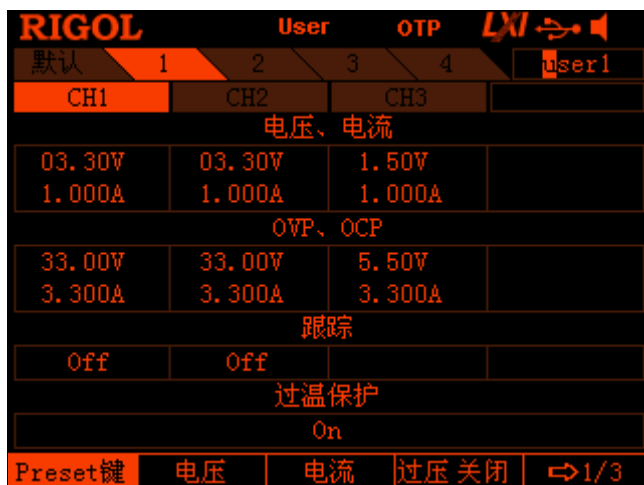 RIGOL User OTP LXI
默认 1 2 3 4 user1
CH1 CH2 CH3
电压、电流
03.30V 03.30V 1.50V
1.000A 1.000A 1.000A
OVP、OCP
33.00V 33.00V 5.50V
3.300A 3.300A 3.300A
跟踪
Off Off
过温保护
On
Preset键 电压 电流 过压 关闭 ⇨1/3